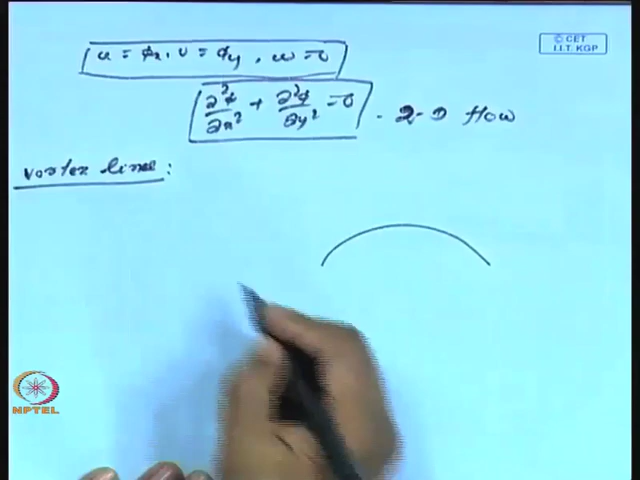 u = ϕx, v = ϕy, w = 0
© CET
I.I.T. KGP
∂²ϕ/∂x² + ∂²ϕ/∂y² = 0 . 2-D flow
vortex lines :
NPTEL